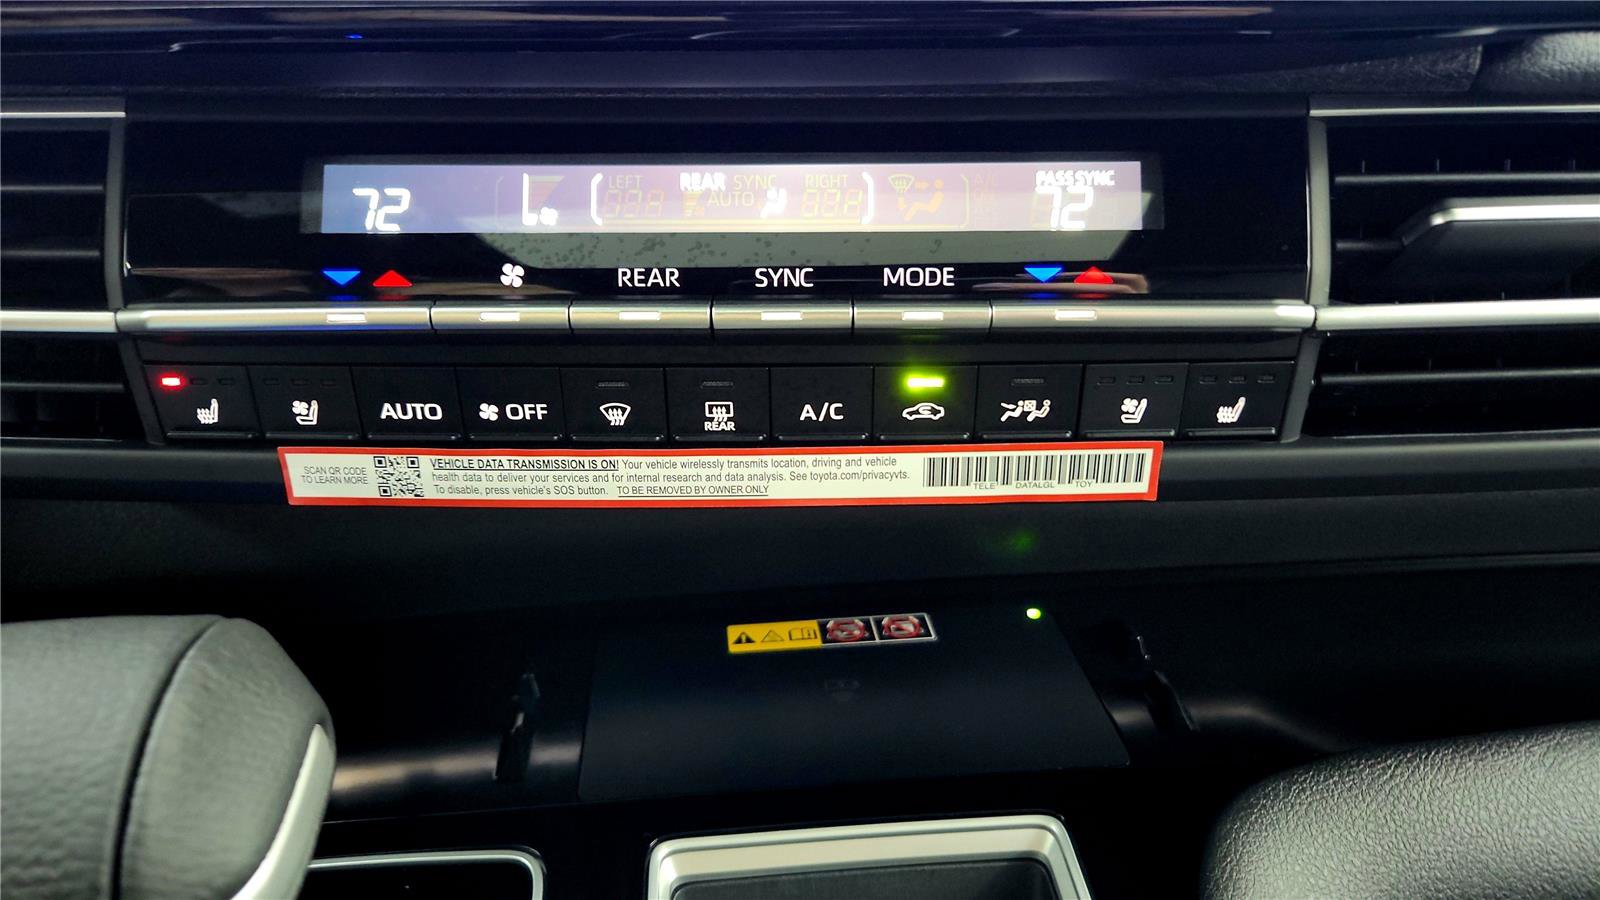 72
LEFT REAR SYNC RIGHT
AUTO
PASS SYNC
72
REAR SYNC MODE
AUTO OFF
REAR
A/C
SCAN QR CODE
TO LEARN MORE
VEHICLE DATA TRANSMISSION IS ON! Your vehicle wirelessly transmits location, driving and vehicle
health data to deliver your services and for internal research and data analysis. See toyota.com/privacyvts.
To disable, press vehicle's SOS button. TO BE REMOVED BY OWNER ONLY
TELE DATALGL TOY